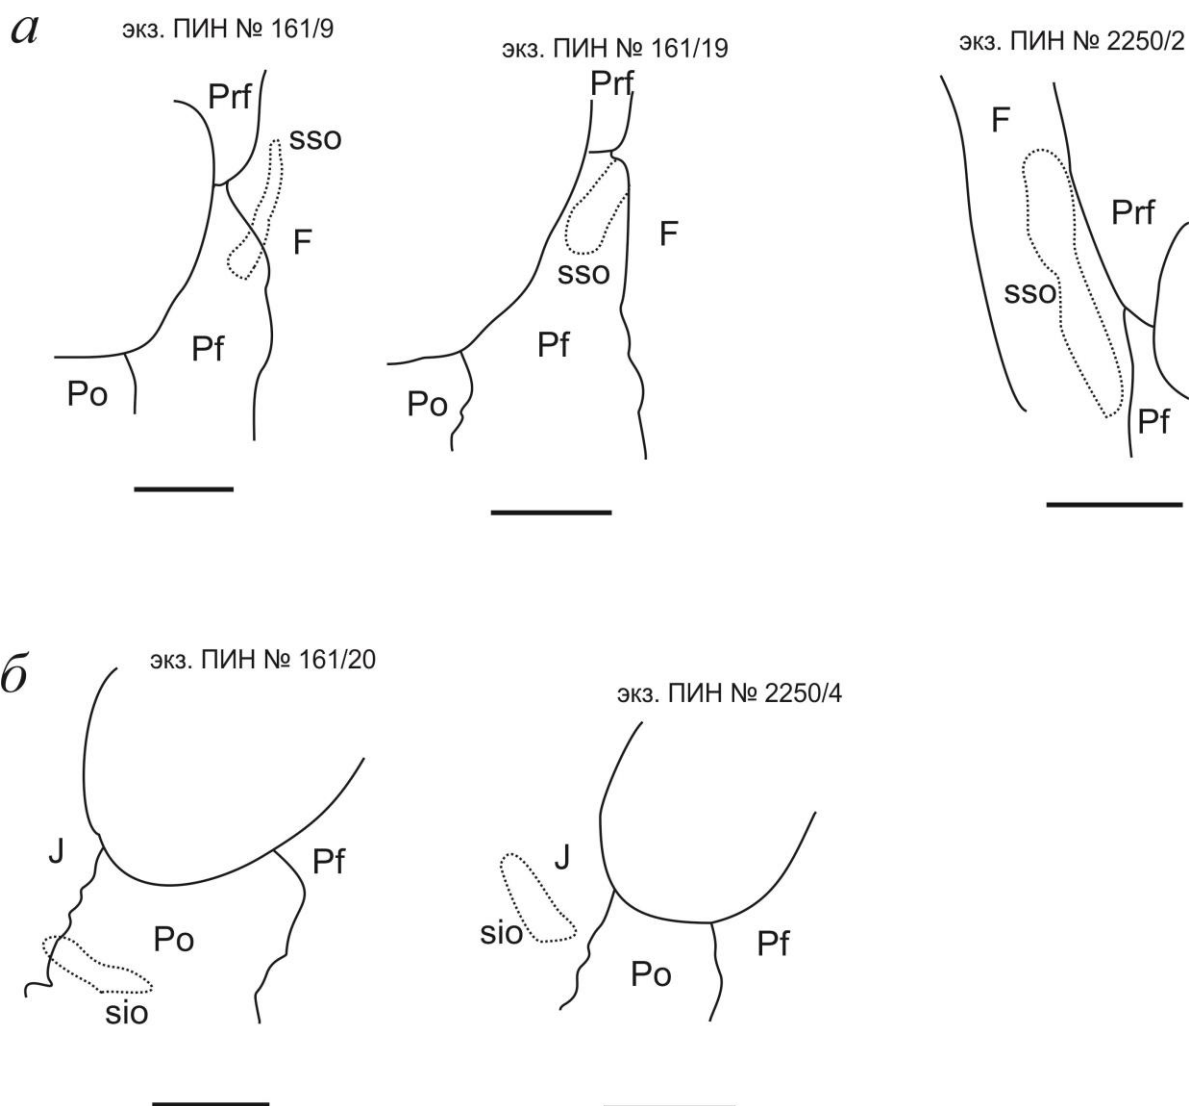 а
экз. ПИН № 161/9
экз. ПИН № 161/19
экз. ПИН № 2250/2
Prf
sso
F
Pf
Po
Prf
F
sso
Pf
Po
F
Prf
sso
Pf
б
экз. ПИН № 161/20
экз. ПИН № 2250/4
J
Pf
Po
sio
J
sio
Pf
Po